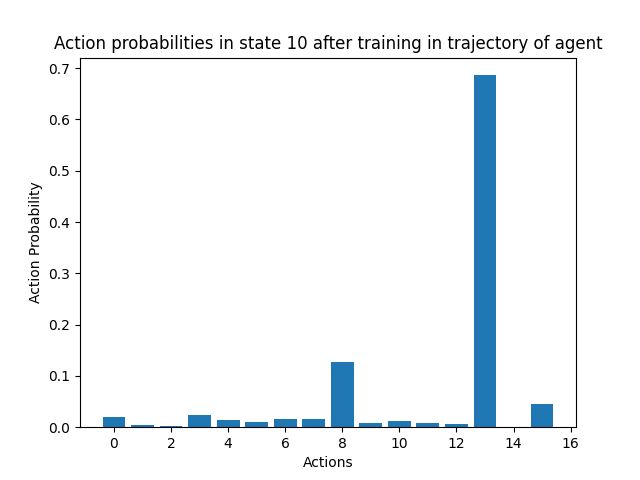 Action probabilities in state 10 after training in trajectory of agent
0.7
0.6
0.5
0.4
0.3
0.2
0.1
0.0
Action Probability
0 2 4 6 8 10 12 14 16
Actions